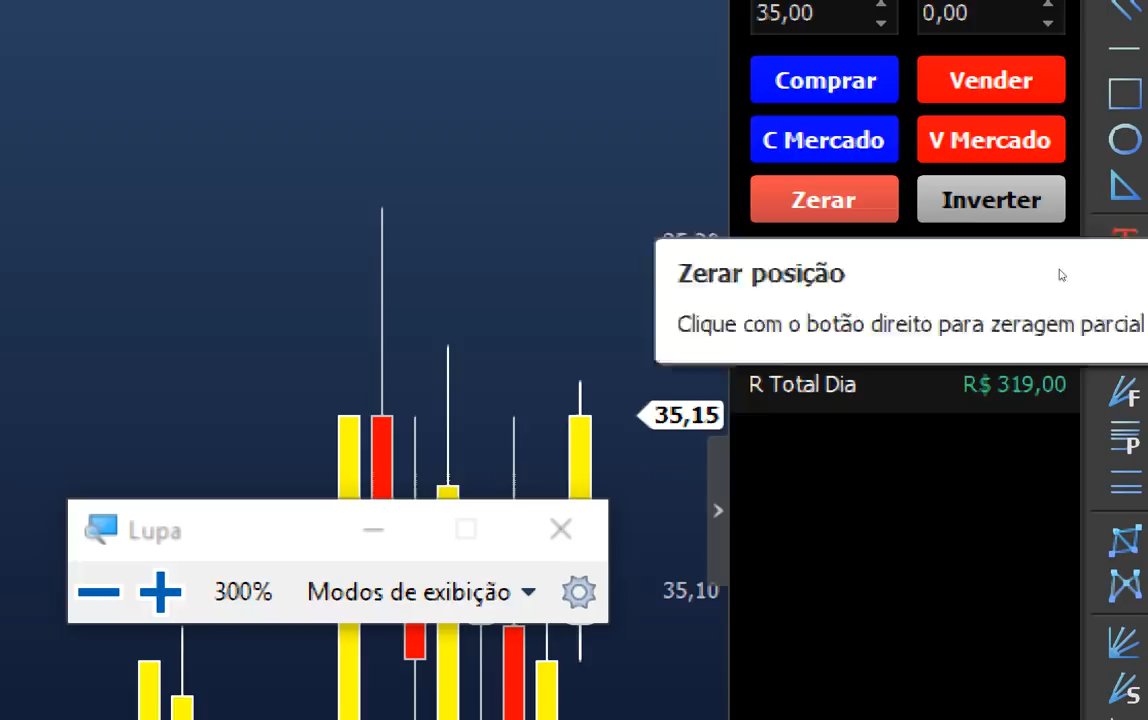 35,00
0,00
Comprar
Vender
C Mercado
V Mercado
Zerar
Inverter
Zerar posição
Clique com o botão direito para zeragem parcial
R Total Dia
R$ 319,00
35,15
35,10
Lupa
300%
Modos de exibição
F
P
S